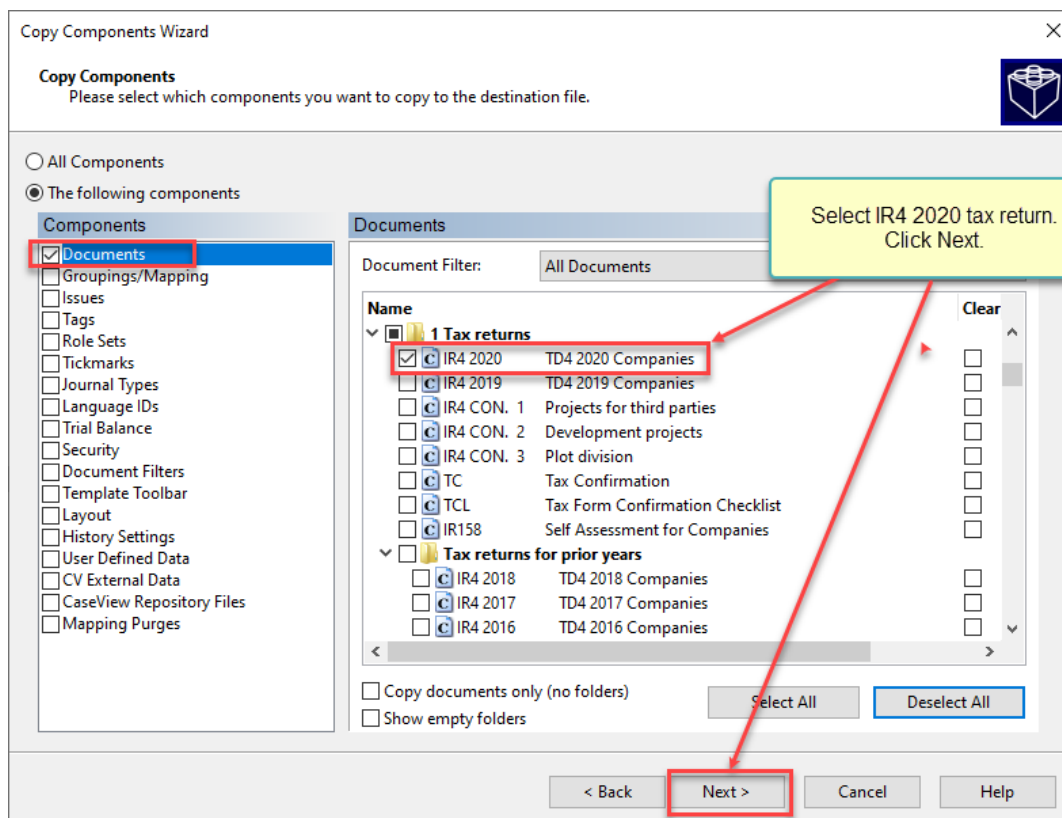 Copy Components Wizard
Copy Components
Please select which components you want to copy to the destination file.
All Components
The following components
Components
Documents
Groupings/Mapping
Issues
Tags
Role Sets
Tickmarks
Journal Types
Language IDs
Trial Balance
Security
Document Filters
Template Toolbar
Layout
History Settings
User Defined Data
CV External Data
CaseView Repository Files
Mapping Purges
Documents
Select IR4 2020 tax return.
Click Next.
Document Filter: All Documents
Name Clear
1 Tax returns
IR4 2020 TD4 2020 Companies
IR4 2019 TD4 2019 Companies
IR4 CON. 1 Projects for third parties
IR4 CON. 2 Development projects
IR4 CON. 3 Plot division
TC Tax Confirmation
TCL Tax Form Confirmation Checklist
IR158 Self Assessment for Companies
Tax returns for prior years
IR4 2018 TD4 2018 Companies
IR4 2017 TD4 2017 Companies
IR4 2016 TD4 2016 Companies
Copy documents only (no folders)
Show empty folders
Select All Deselect All
< Back Next > Cancel Help